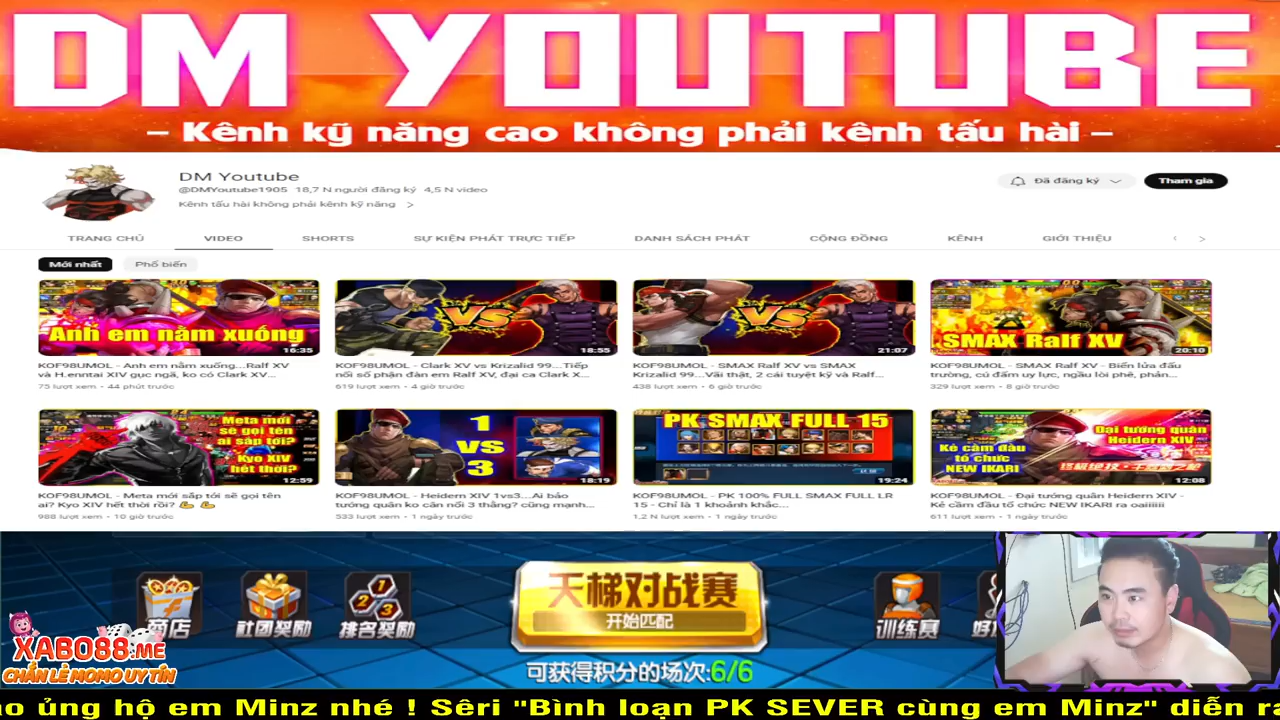 DM YOUTUBE
– Kênh kỹ năng cao không phải kênh tấu hài –
DM Youtube
@DMYoutube1905 18,7 N người đăng ký 4,5 N video
Kênh tấu hài không phải kênh kỹ năng >
Đã đăng ký
Tham gia
TRANG CHỦ VIDEO SHORTS SỰ KIỆN PHÁT TRỰC TIẾP DANH SÁCH PHÁT CỘNG ĐỒNG KÊNH GIỚI THIỆU
Mới nhất Phổ biến
Anh em nằm xuống
16:35
VS
18:55
VS
21:07
SMAX Ralf XV
20:10
KOF98UMOL - Anh em nằm xuống...Ralf XV
và H.enntai XIV gục ngã, ko có Clark XV...
75 lượt xem • 44 phút trước
KOF98UMOL - Clark XV vs Krizalid 99...Tiếp
nối số phận đàn em Ralf XV, đại ca Clark X...
619 lượt xem • 4 giờ trước
KOF98UMOL - SMAX Ralf XV vs SMAX
Krizalid 99...Vãi thật, 2 cái tuyệt kỹ và Ralf...
438 lượt xem • 6 giờ trước
KOF98UMOL - SMAX Ralf XV - Biển lửa đấu
trường, cú đấm uy lực, ngầu lòi phê, phản...
329 lượt xem • 8 giờ trước
Meta mới
sẽ gọi tên
ai sắp tới?
Kyo XIV
hết thời?
12:59
1
vs
3
18:19
PK SMAX FULL 15
19:24
Đại tướng quân
Heidern XIV
Kẻ cầm đầu
tổ chức
NEW IKARI
12:08
KOF98UMOL - Meta mới sắp tới sẽ gọi tên
ai? Kyo XIV hết thời rồi? 💪 💪
988 lượt xem • 10 giờ trước
KOF98UMOL - Heidern XIV 1vs3...Ai bảo
tướng quân ko cân nổi 3 thằng? cũng mạnh...
533 lượt xem • 1 ngày trước
KOF98UMOL - PK 100% FULL SMAX FULL LR
15 - Chỉ là 1 khoảnh khắc...
1,2 N lượt xem • 1 ngày trước
KOF98UMOL - Đại tướng quân Heidern XIV -
Kẻ cầm đầu tổ chức NEW IKARI ra oaiiiiii
611 lượt xem • 1 ngày trước
商店
社团奖励
排名奖励
天梯对战赛
开始匹配
可获得积分的场次:6/6
训练赛
XABO88.ME
CHẴN LẺ MOMO UY TÍN
ủng hộ em Minz nhé ! Sêri "Bình loạn PK SEVER cùng em Minz" diễn